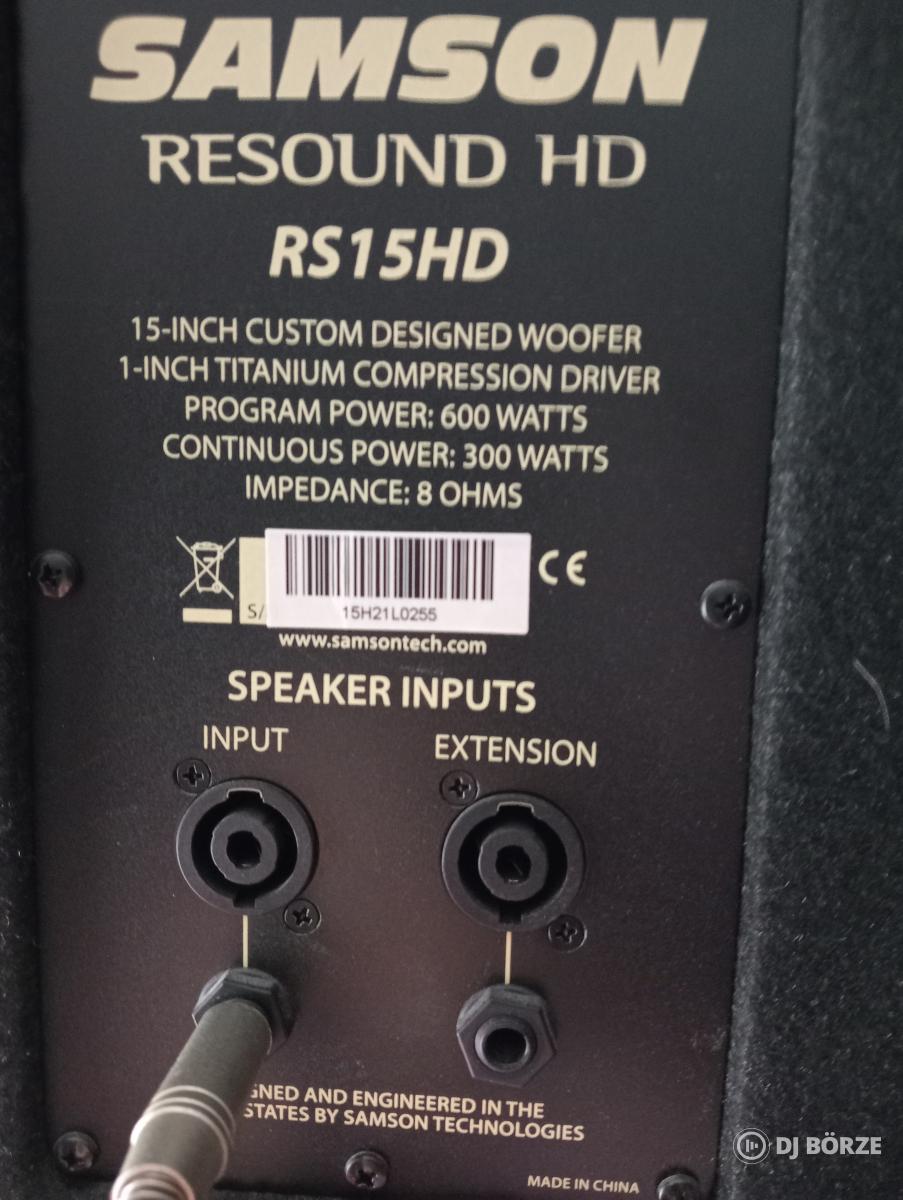 SAMSON
RESOUND HD
RS15HD
15-INCH CUSTOM DESIGNED WOOFER
1-INCH TITANIUM COMPRESSION DRIVER
PROGRAM POWER: 600 WATTS
CONTINUOUS POWER: 300 WATTS
IMPEDANCE: 8 OHMS
S/
15H21L0255
CE
www.samsontech.com
SPEAKER INPUTS
INPUT
EXTENSION
GNED AND ENGINEERED IN THE
STATES BY SAMSON TECHNOLOGIES
MADE IN CHINA
DJ BÖRZE